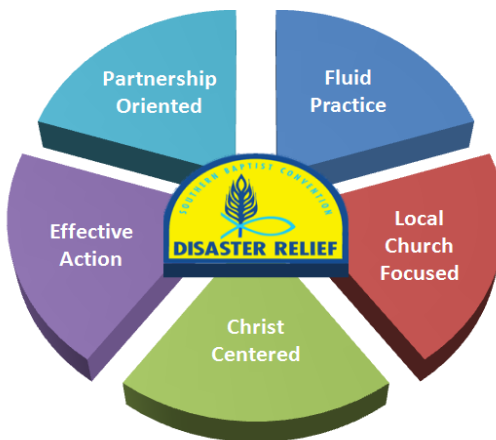 Partnership
Oriented
Fluid
Practice
SOUTHERN BAPTIST CONVENTION
DISASTER RELIEF
Effective
Action
Local
Church
Focused
Christ
Centered